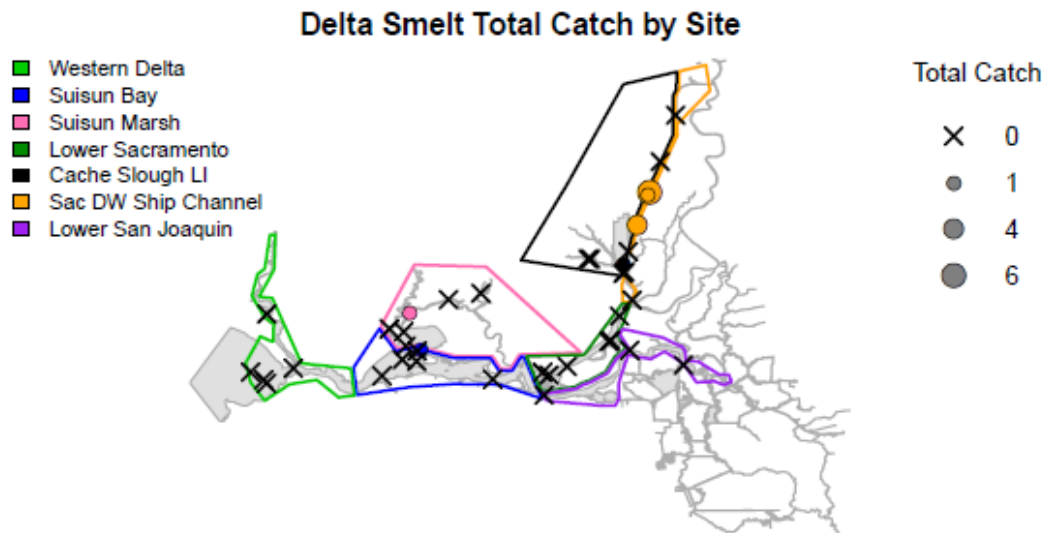 Delta Smelt Total Catch by Site
Western Delta
Suisun Bay
Suisun Marsh
Lower Sacramento
Cache Slough LI
Sac DW Ship Channel
Lower San Joaquin
Total Catch
0
1
4
6